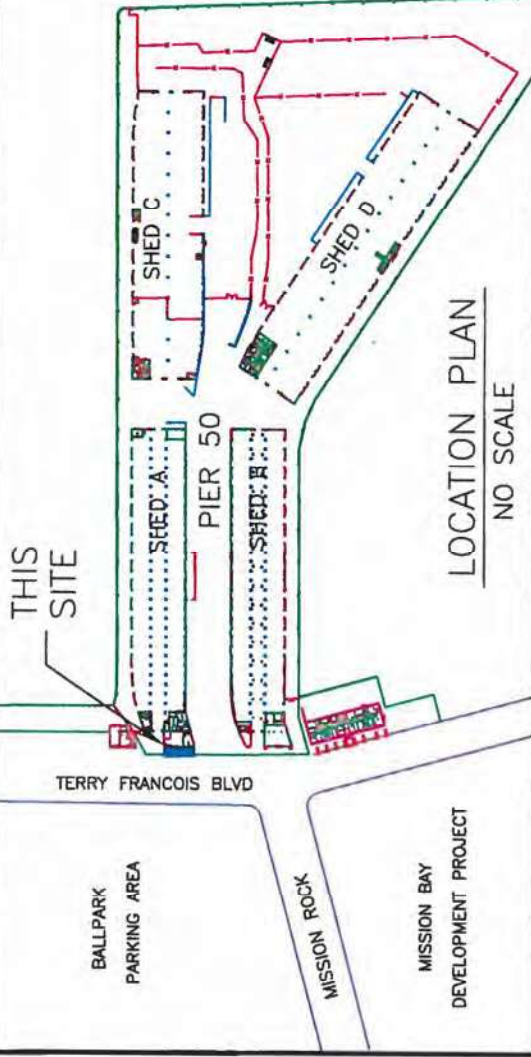 THIS
SITE
SHED C
SHED A
PIER 50
SHED B
SHED D
TERRY FRANCOIS BLVD
BALLPARK
PARKING AREA
MISSION ROCK
MISSION BAY
DEVELOPMENT PROJECT
LOCATION PLAN
NO SCALE